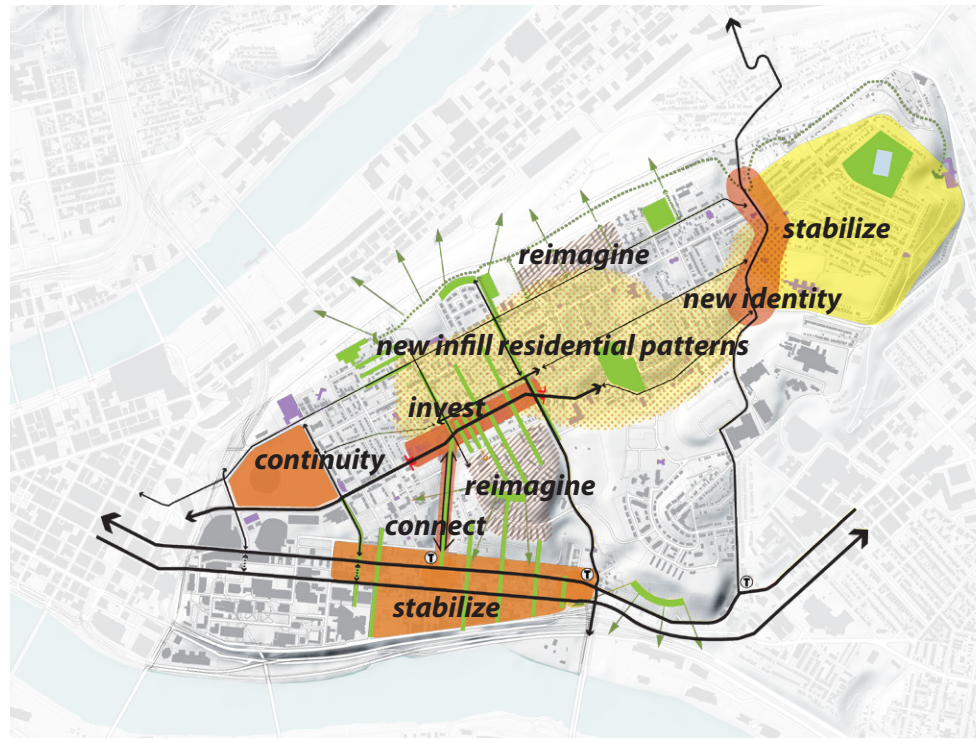 stabilize
reimagine
new identity
new infill residential patterns
invest
continuity
reimagine
connect
T
T
stabilize
T